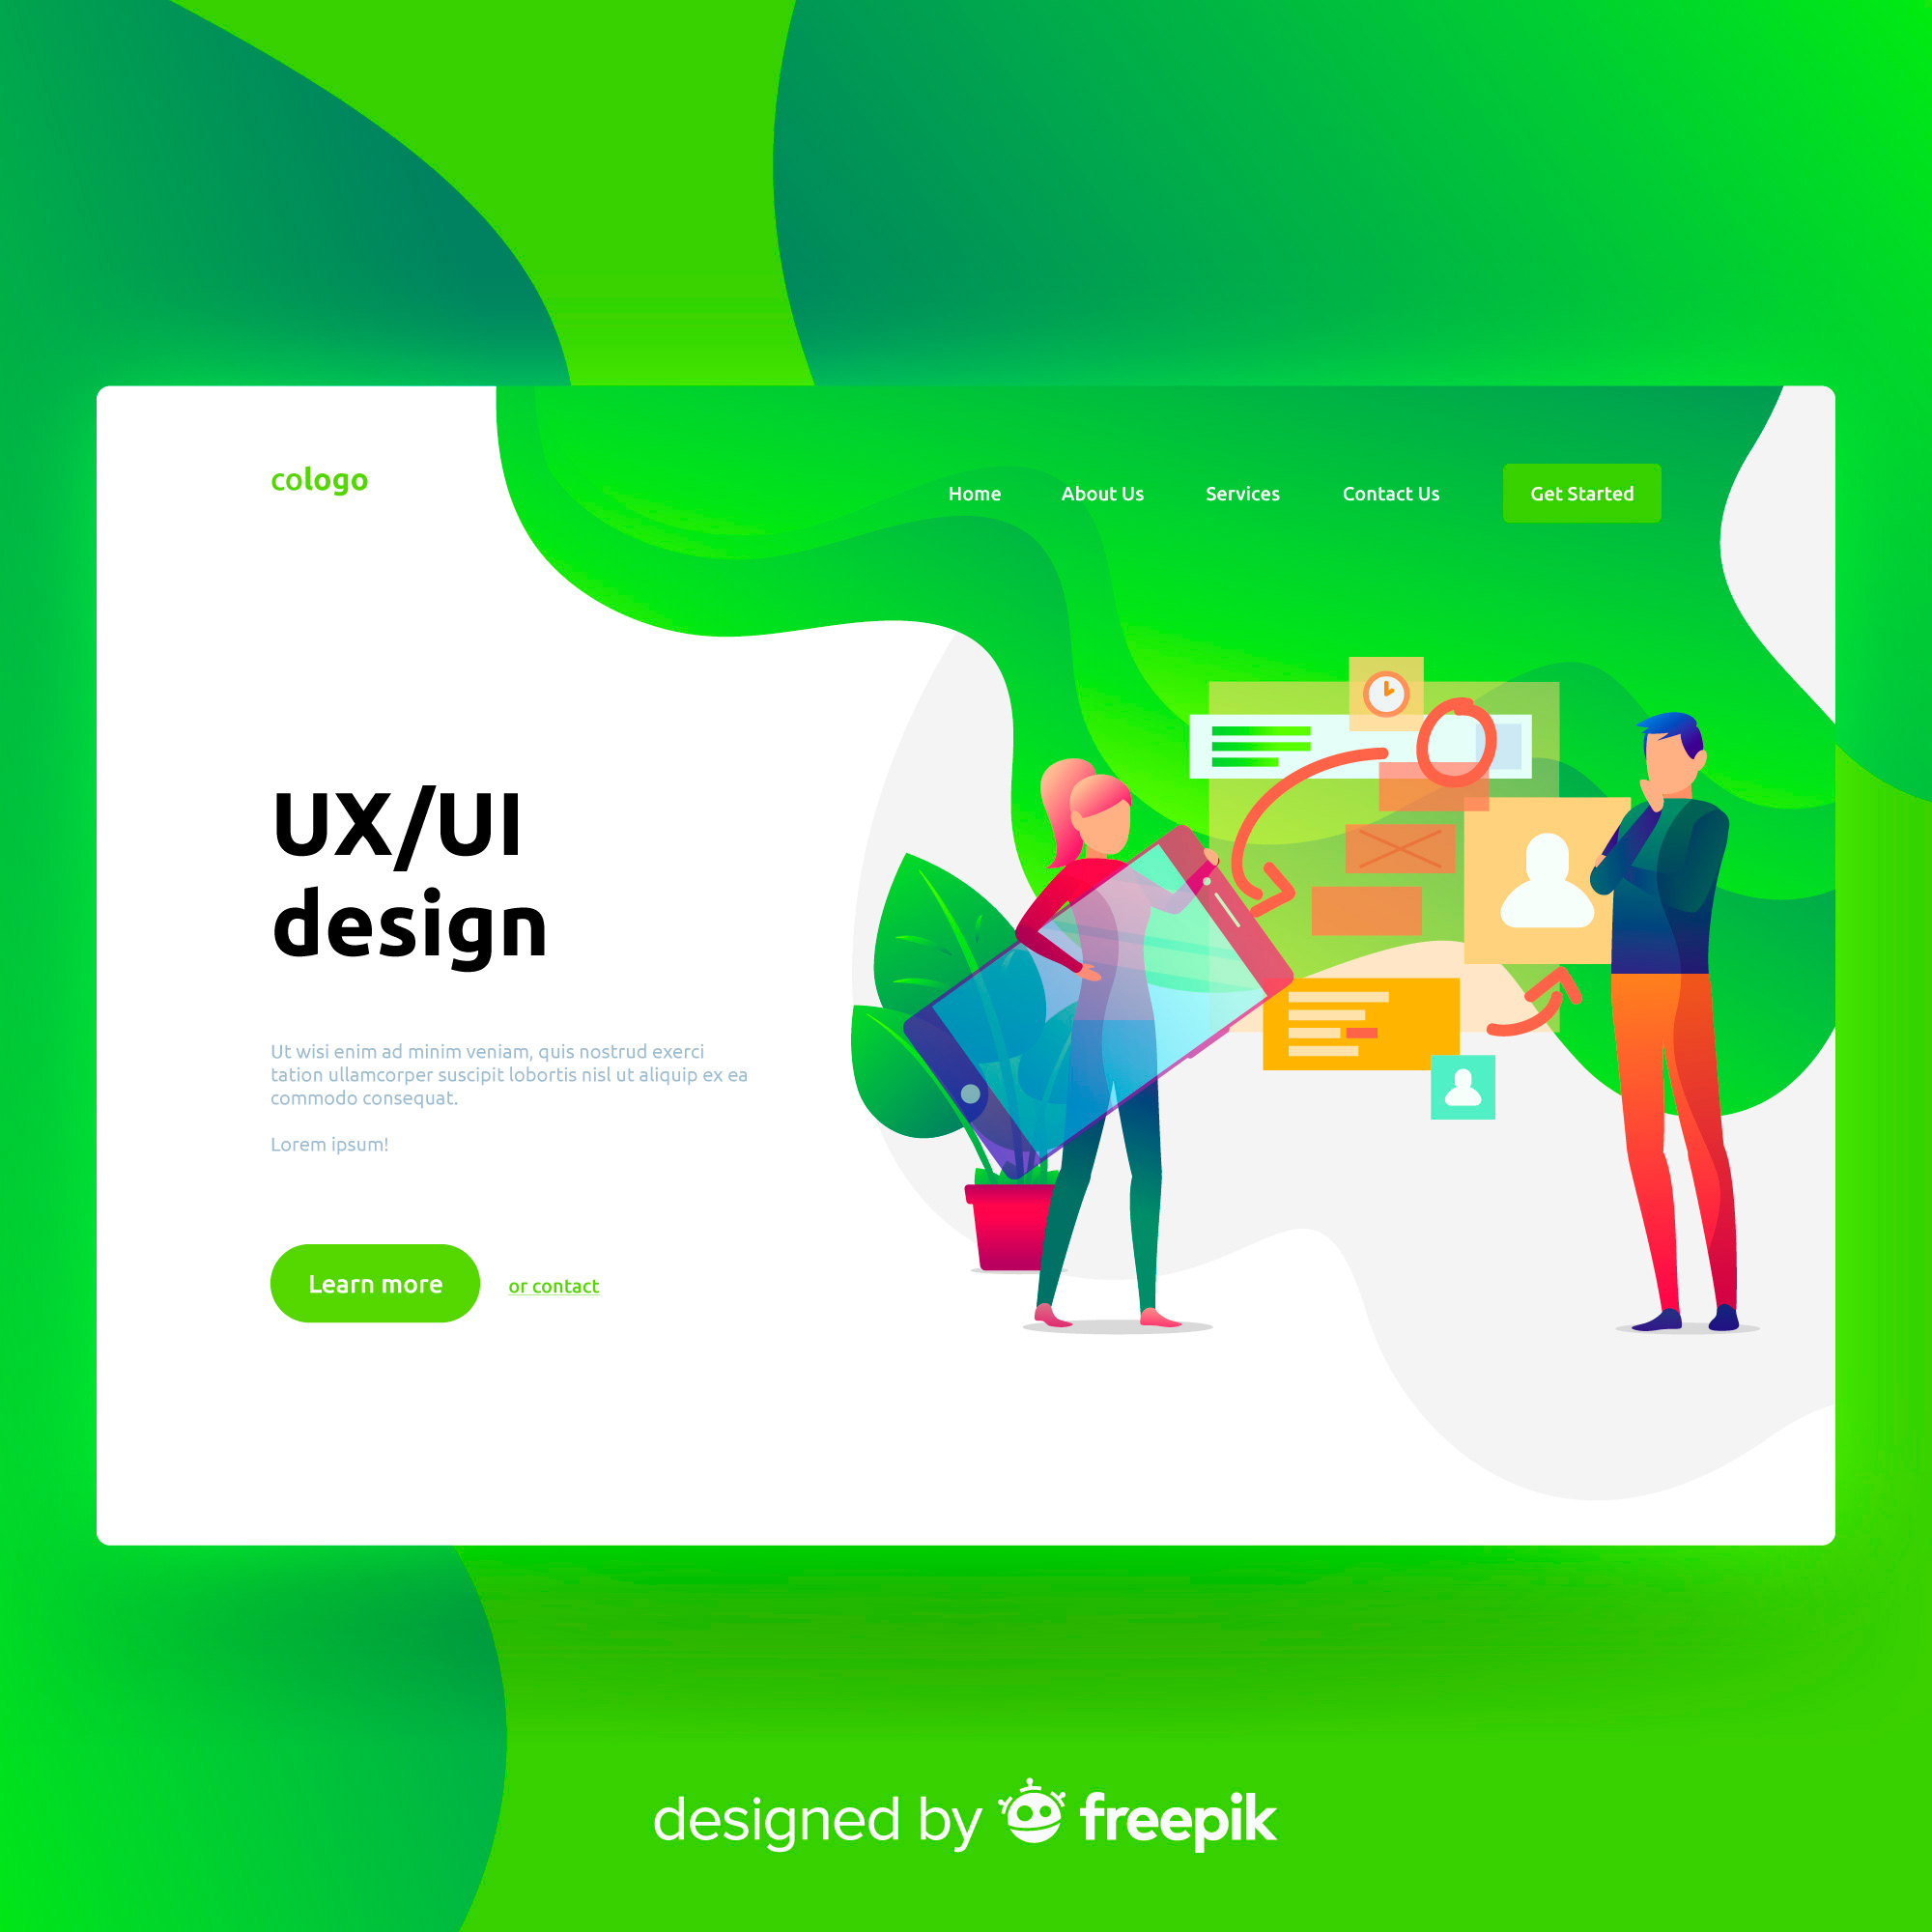 cologo
Home About Us Services Contact Us Get Started
UX/UI
design
Ut wisi enim ad minim veniam, quis nostrud exerci
tation ullamcorper suscipit lobortis nisl ut aliquip ex ea
commodo consequat.
Lorem ipsum!
Learn more or contact
designed by freepik